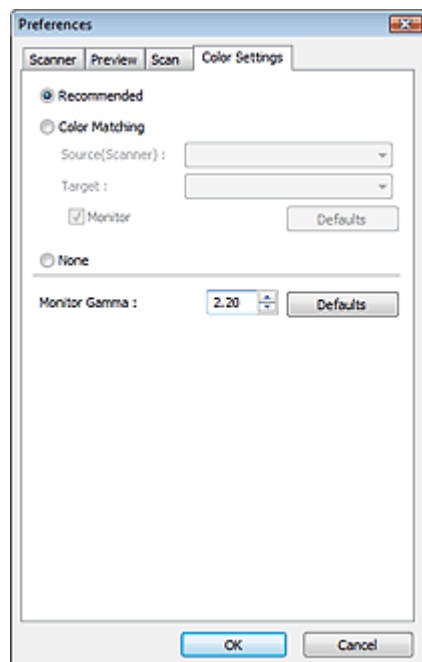 Preferences
Scanner Preview Scan Color Settings
Recommended
Color Matching
Source(Scanner) :
Target :
Monitor Defaults
None
Monitor Gamma : 2.20 Defaults
OK Cancel